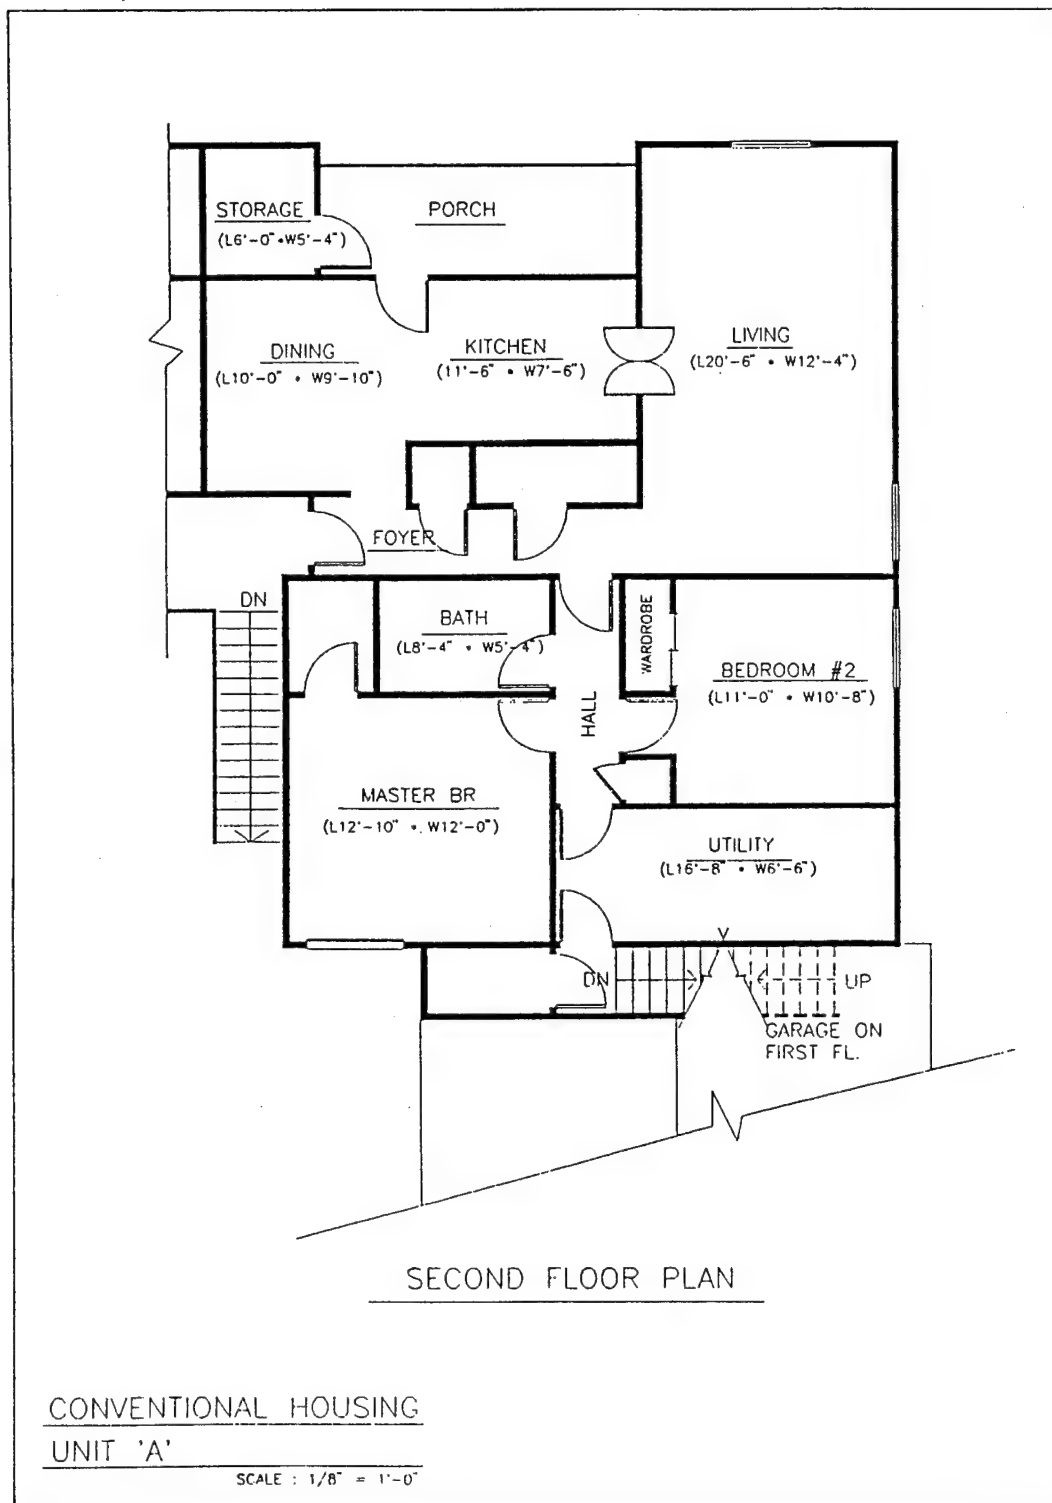 STORAGE
(L6'-0" • W5'-4")
PORCH
DINING
(L10'-0" • W9'-10")
KITCHEN
(11'-6" • W7'-6")
LIVING
(L20'-6" • W12'-4")
FOYER
DN
BATH
(L8'-4" • W5'-4")
WARDROBE
BEDROOM #2
(L11'-0" • W10'-8")
HALL
MASTER BR
(L12'-10" • W12'-0")
UTILITY
(L16'-8" • W6'-6")
DN
UP
GARAGE ON
FIRST FL.
SECOND FLOOR PLAN
CONVENTIONAL HOUSING
UNIT 'A'
SCALE : 1/8" = 1'-0"